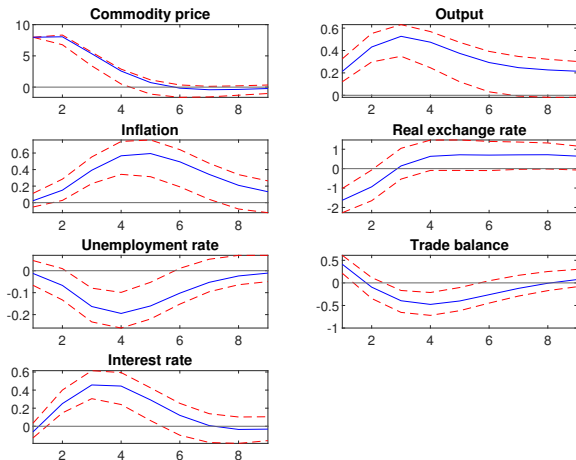 Commodity price
10
5
0
2 4 6 8
Output
0.6
0.4
0.2
0
2 4 6 8
Inflation
0.6
0.4
0.2
0
2 4 6 8
Real exchange rate
1
0
-1
-2
2 4 6 8
Unemployment rate
0
-0.1
-0.2
2 4 6 8
Trade balance
0.5
0
-0.5
-1
2 4 6 8
Interest rate
0.6
0.4
0.2
0
2 4 6 8